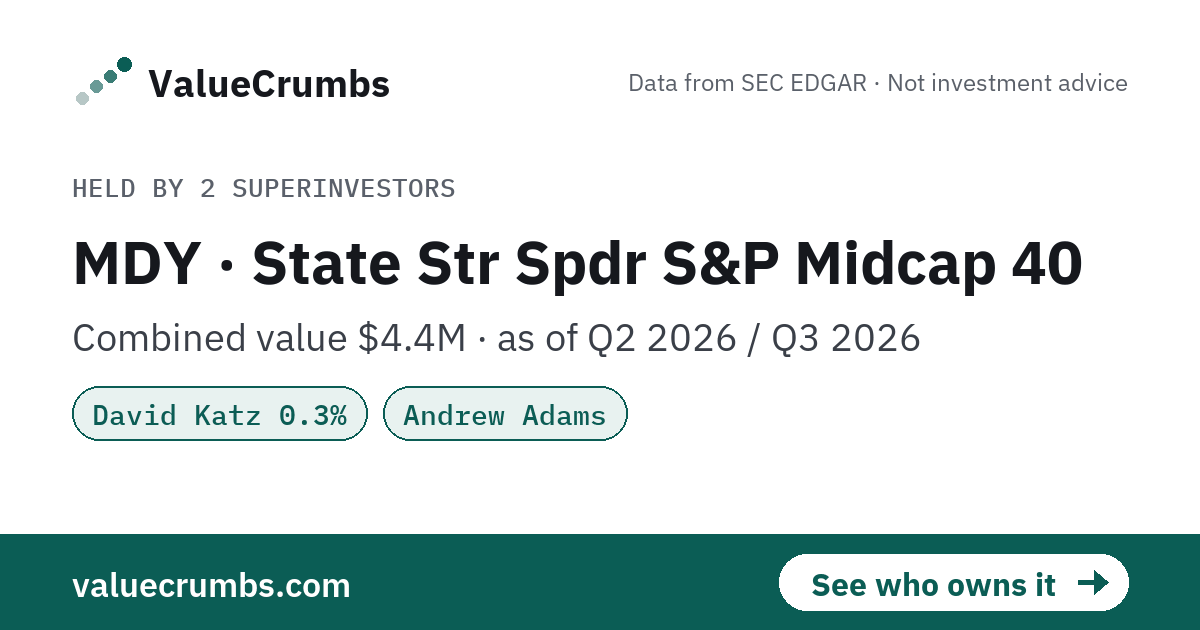 ValueCrumbs
Data from SEC EDGAR · Not investment advice
HELD BY 2 SUPERINVESTORS
MDY · State Str Spdr S&P Midcap 40
Combined value $4.4M · as of Q2 2026 / Q3 2026
David Katz 0.3%
Andrew Adams
valuecrumbs.com
See who owns it